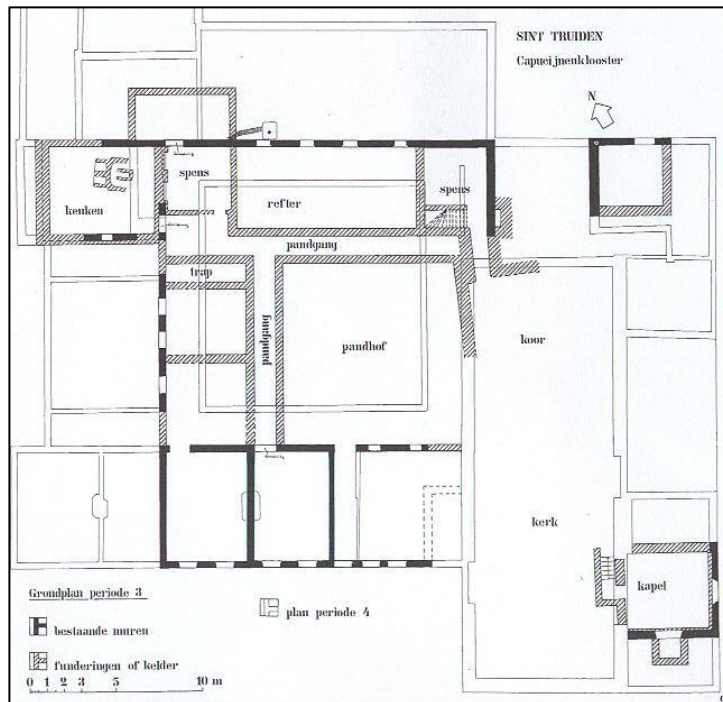 SINT TRUIDEN
Capucijnenklooster
N
spens
spens
keuken
refter
pandgang
trap
pandgang
pandhof
koor
kerk
kapel
Grondplan periode 3
bestaande muren
funderingen of kelder
plan periode 4
0 1 2 3 5 10 m